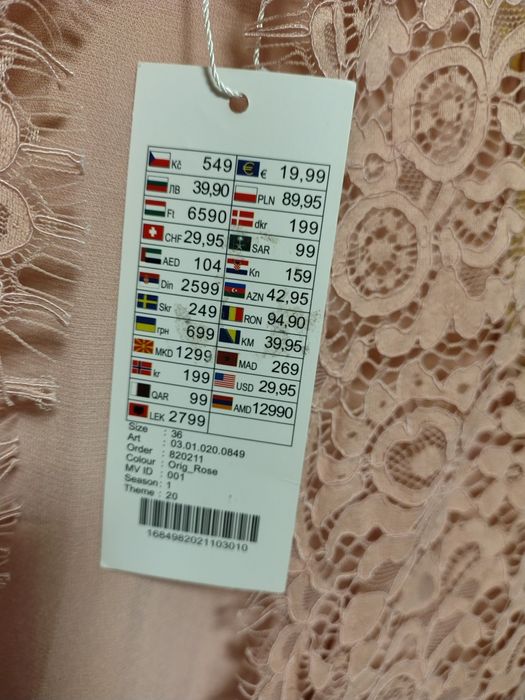 Kč 549 € 19,99
ЛВ 39,90 PLN 89,95
Ft 6590 dkr 199
CHF 29,95 SAR 99
AED 104 Kn 159
Din 2599 AZN 42,95
Skr 249 RON 94,90
грн 699 KM 39,95
MKD 1299 MAD 269
kr 199 USD 29,95
QAR 99 AMD 12990
LEK 2799
Size : 36
Art : 03.01.020.0849
Order : 820211
Colour : Orig_Rose
MV ID : 001
Season : 1
Theme : 20
1684982021103010